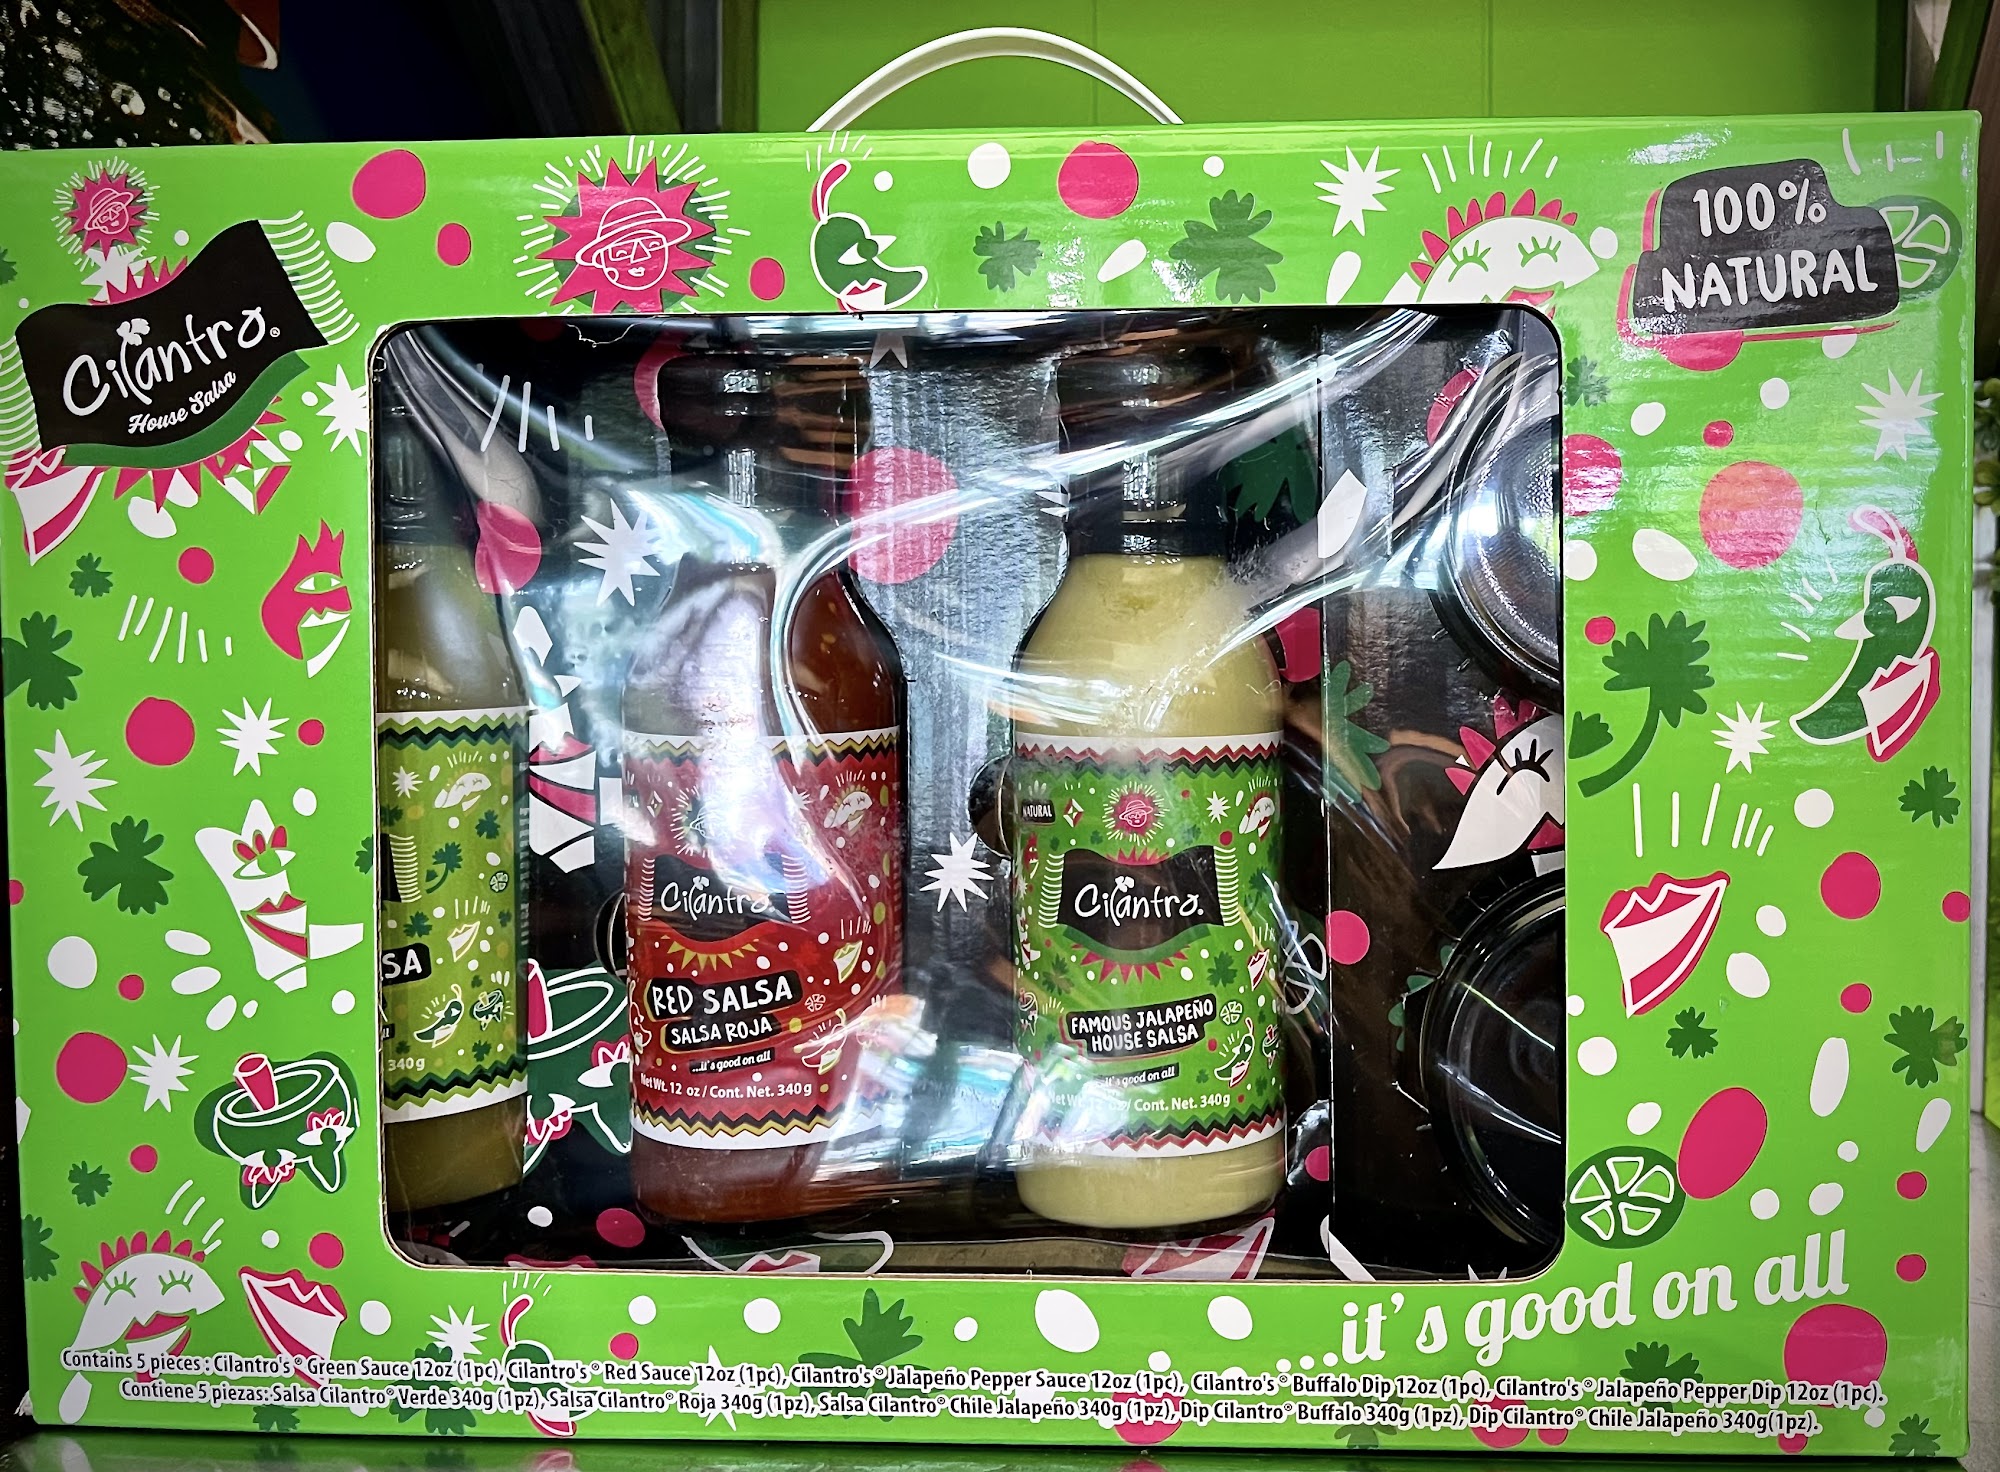 Cilantro®
House Salsa
100%
NATURAL
SA
340g
Cilantro
RED SALSA
SALSA ROJA
...it's good on all
Net Wt. 12 oz / Cont. Net. 340g
NATURAL
Cilantro.
FAMOUS JALAPEÑO
HOUSE SALSA
it's good on all
Net Wt. 12 oz / Cont. Net. 340g
...it's good on all
Contains 5 pieces : Cilantro's® Green Sauce 12oz (1pc), Cilantro's® Red Sauce 12oz (1pc), Cilantro's® Jalapeño Pepper Sauce 12oz (1pc), Cilantro's® Buffalo Dip 12oz (1pc), Cilantro's® Jalapeño Pepper Dip 12oz (1pc).
Contiene 5 piezas: Salsa Cilantro® Verde 340g (1pz), Salsa Cilantro® Roja 340g (1pz), Salsa Cilantro® Chile Jalapeño 340g (1pz), Dip Cilantro® Buffalo 340g (1pz), Dip Cilantro® Chile Jalapeño 340g(1pz).